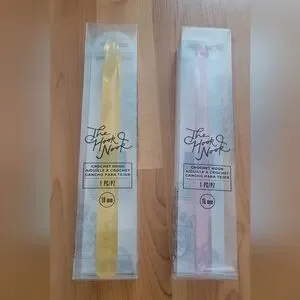 The
Hook &
Nook
CROCHET HOOK
AIGUILLE A CROCHET
GANCHO PARA TEJER
1 PC/PZ
19 mm
The
Hook &
Nook
CROCHET HOOK
AIGUILLE A CROCHET
GANCHO PARA TEJER
1 PC/PZ
15 mm